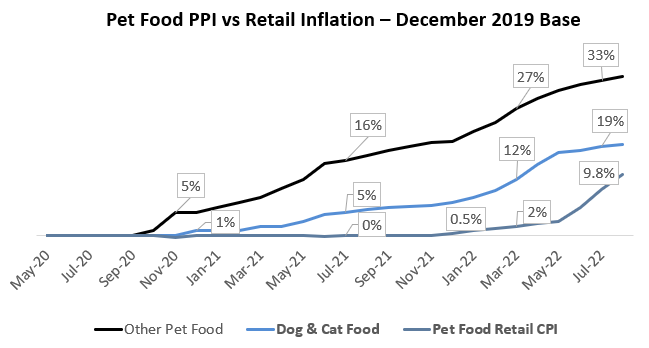 Pet Food PPI vs Retail Inflation – December 2019 Base
33%
27%
16%
19%
12%
9.8%
5%
5%
1%
0%
0.5%
2%
May-20
Jul-20
Sep-20
Nov-20
Jan-21
Mar-21
May-21
Jul-21
Sep-21
Nov-21
Jan-22
Mar-22
May-22
Jul-22
Other Pet Food
Dog & Cat Food
Pet Food Retail CPI